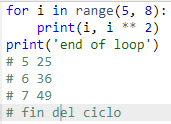 for i in range(5, 8):
    print(i, i ** 2)
print('end of loop')
# 5 25
# 6 36
# 7 49
# fin del ciclo